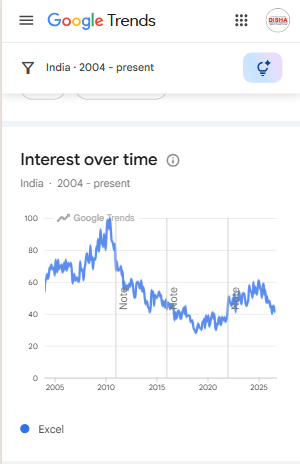 Google Trends
DISHA
India · 2004 - present
Interest over time
India · 2004 - present
100
Google Trends
80
60
40
20
0
Note
Note
Note
2005
2010
2015
2020
2025
Excel